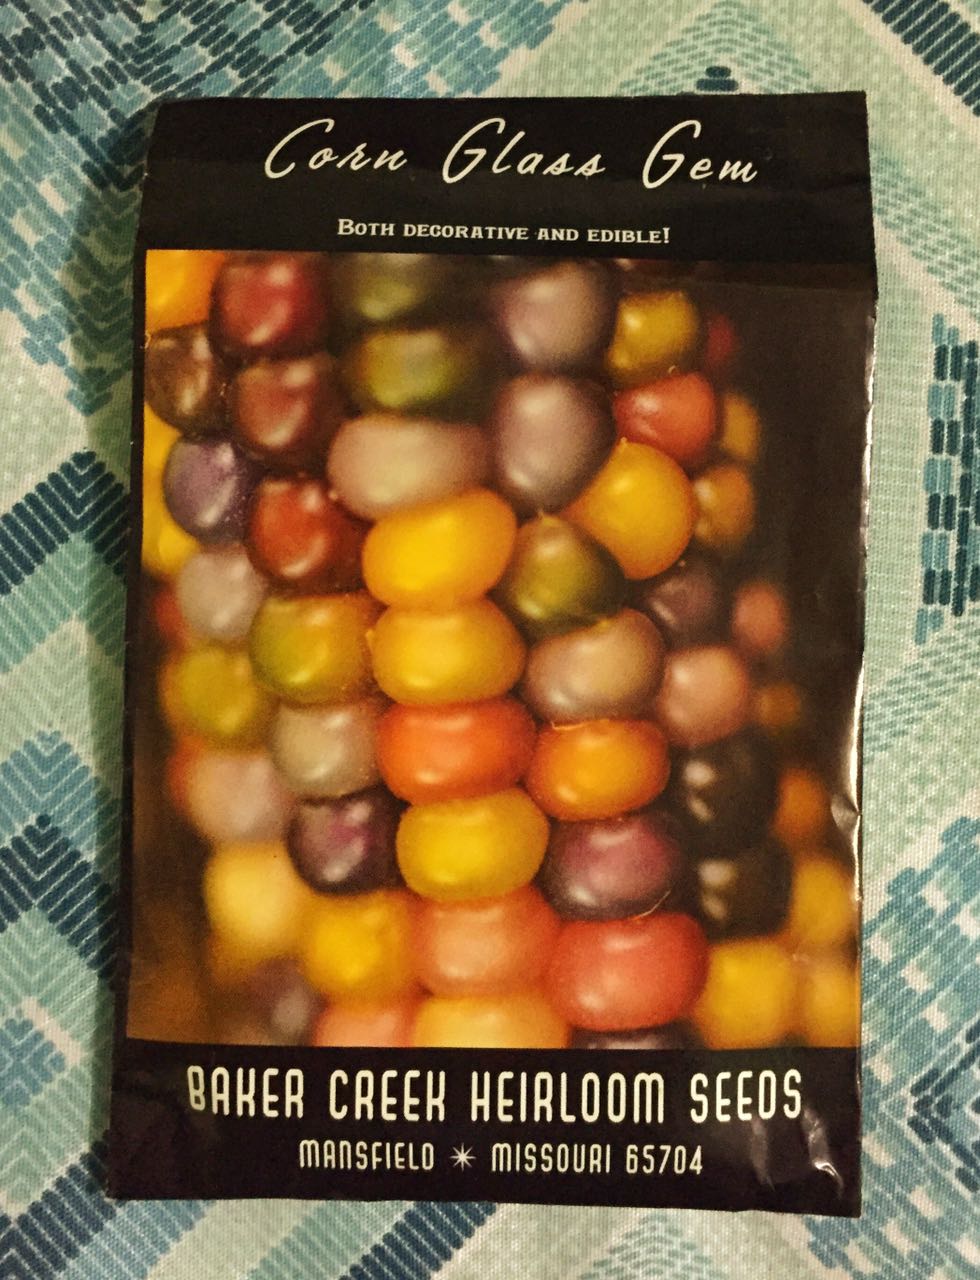 Corn Glass Gem
Both decorative and edible!
BAKER CREEK HEIRLOOM SEEDS
MANSFIELD ✴ MISSOURI 65704